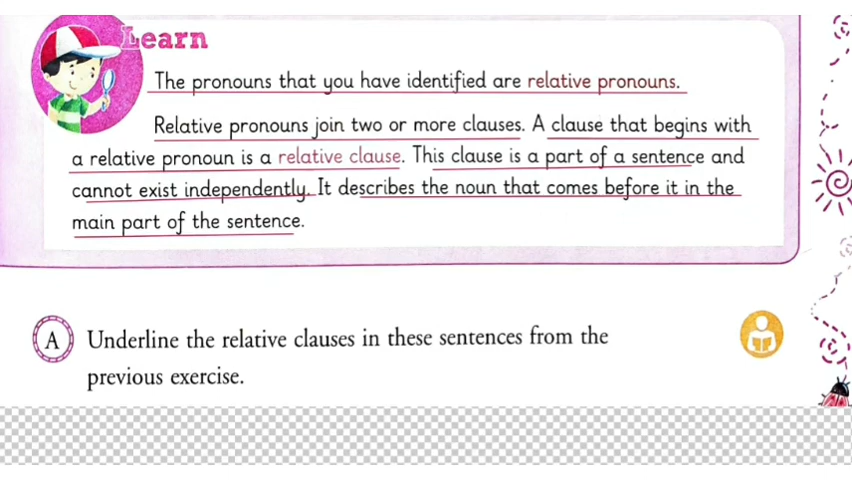 Learn
The pronouns that you have identified are relative pronouns.
Relative pronouns join two or more clauses. A clause that begins with
a relative pronoun is a relative clause. This clause is a part of a sentence and
cannot exist independently. It describes the noun that comes before it in the
main part of the sentence.
A Underline the relative clauses in these sentences from the
previous exercise.